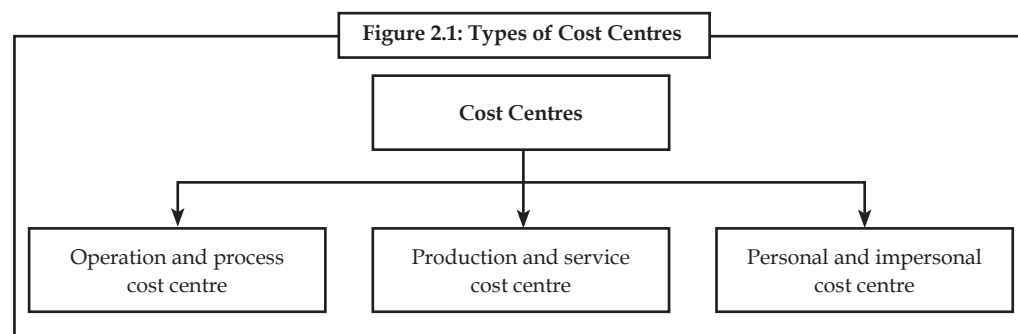 Figure 2.1: Types of Cost Centres
Cost Centres
Operation and process
cost centre
Production and service
cost centre
Personal and impersonal
cost centre